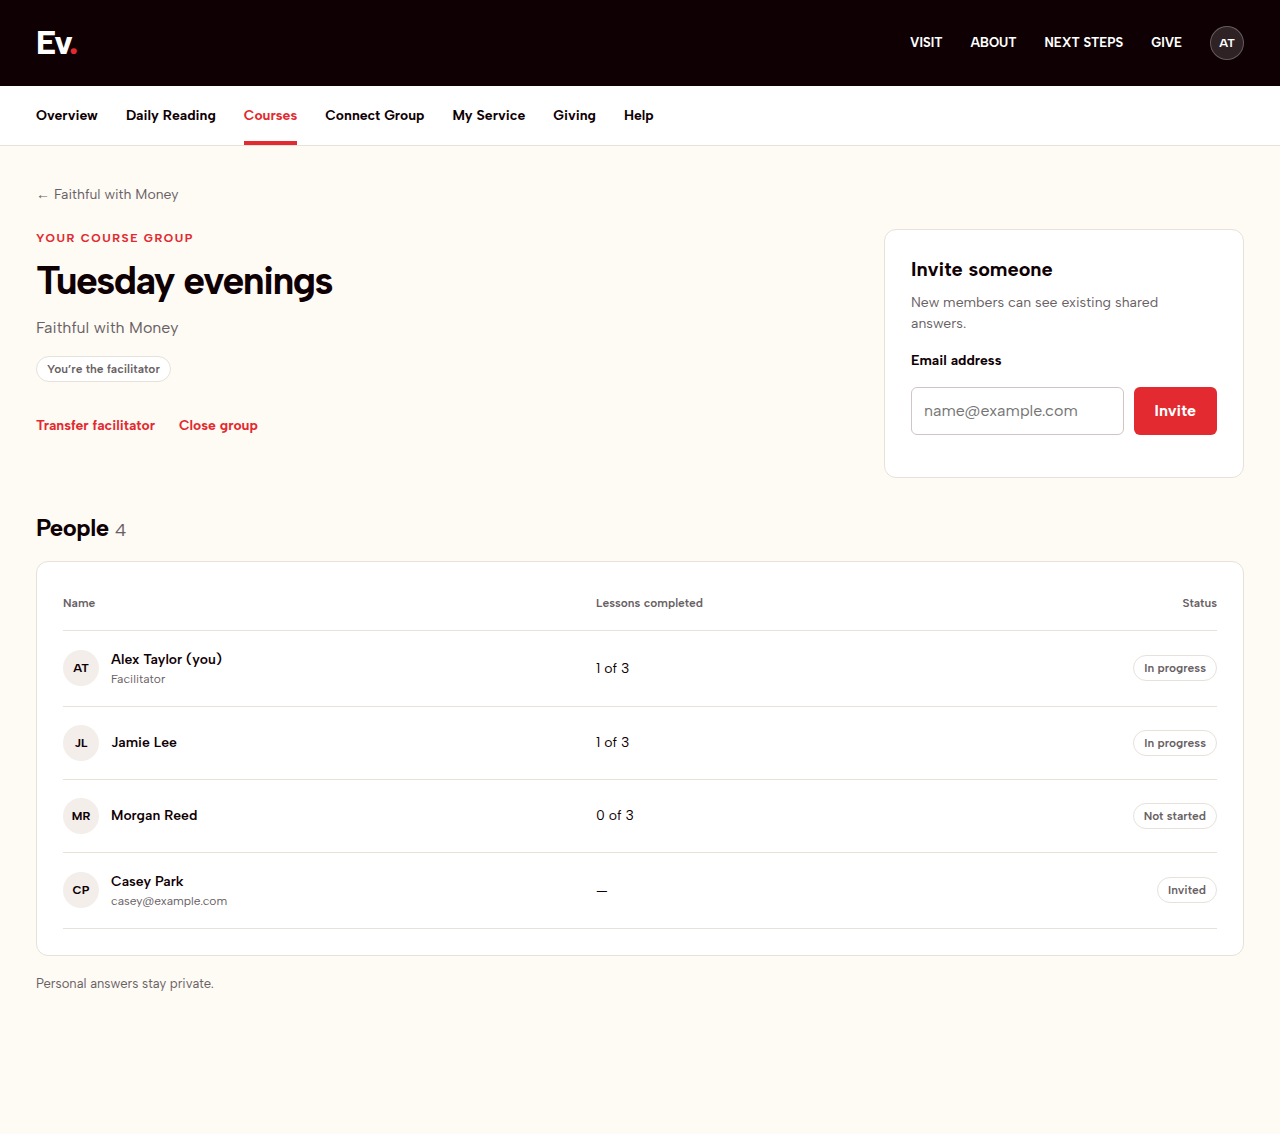 Ev.
VISIT ABOUT NEXT STEPS GIVE AT
Overview Daily Reading Courses Connect Group My Service Giving Help
← Faithful with Money
YOUR COURSE GROUP
Tuesday evenings
Faithful with Money
You’re the facilitator
Transfer facilitator Close group
Invite someone
New members can see existing shared
answers.
Email address
name@example.com Invite
People 4
Name Lessons completed Status
AT Alex Taylor (you) 1 of 3 In progress
Facilitator
JL Jamie Lee 1 of 3 In progress
MR Morgan Reed 0 of 3 Not started
CP Casey Park — Invited
casey@example.com
Personal answers stay private.